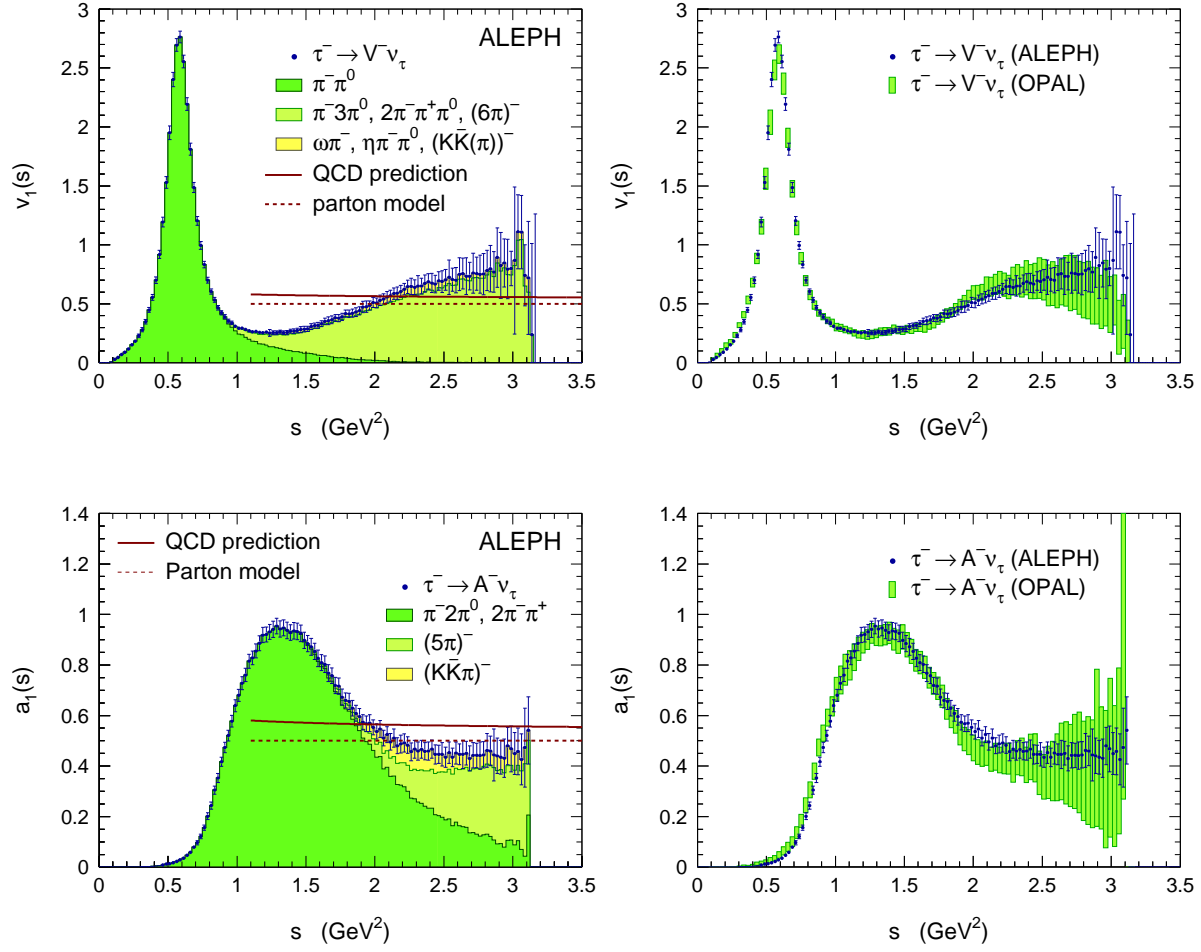 ALEPH
τ⁻ → V⁻ν_τ
π⁻π⁰
π⁻3π⁰, 2π⁻π⁺π⁰, (6π)⁻
ωπ⁻, ηπ⁻π⁰, (KK̄(π))⁻
QCD prediction
parton model
v₁(s)
0
0.5
1
1.5
2
2.5
3
0 0.5 1 1.5 2 2.5 3 3.5
s (GeV²)
τ⁻ → V⁻ν_τ (ALEPH)
τ⁻ → V⁻ν_τ (OPAL)
v₁(s)
0
0.5
1
1.5
2
2.5
3
0 0.5 1 1.5 2 2.5 3 3.5
s (GeV²)
QCD prediction
Parton model
ALEPH
τ⁻ → A⁻ν_τ
π⁻2π⁰, 2π⁻π⁺
(5π)⁻
(KK̄π)⁻
a₁(s)
0
0.2
0.4
0.6
0.8
1
1.2
1.4
0 0.5 1 1.5 2 2.5 3 3.5
s (GeV²)
τ⁻ → A⁻ν_τ (ALEPH)
τ⁻ → A⁻ν_τ (OPAL)
a₁(s)
0
0.2
0.4
0.6
0.8
1
1.2
1.4
0 0.5 1 1.5 2 2.5 3 3.5
s (GeV²)